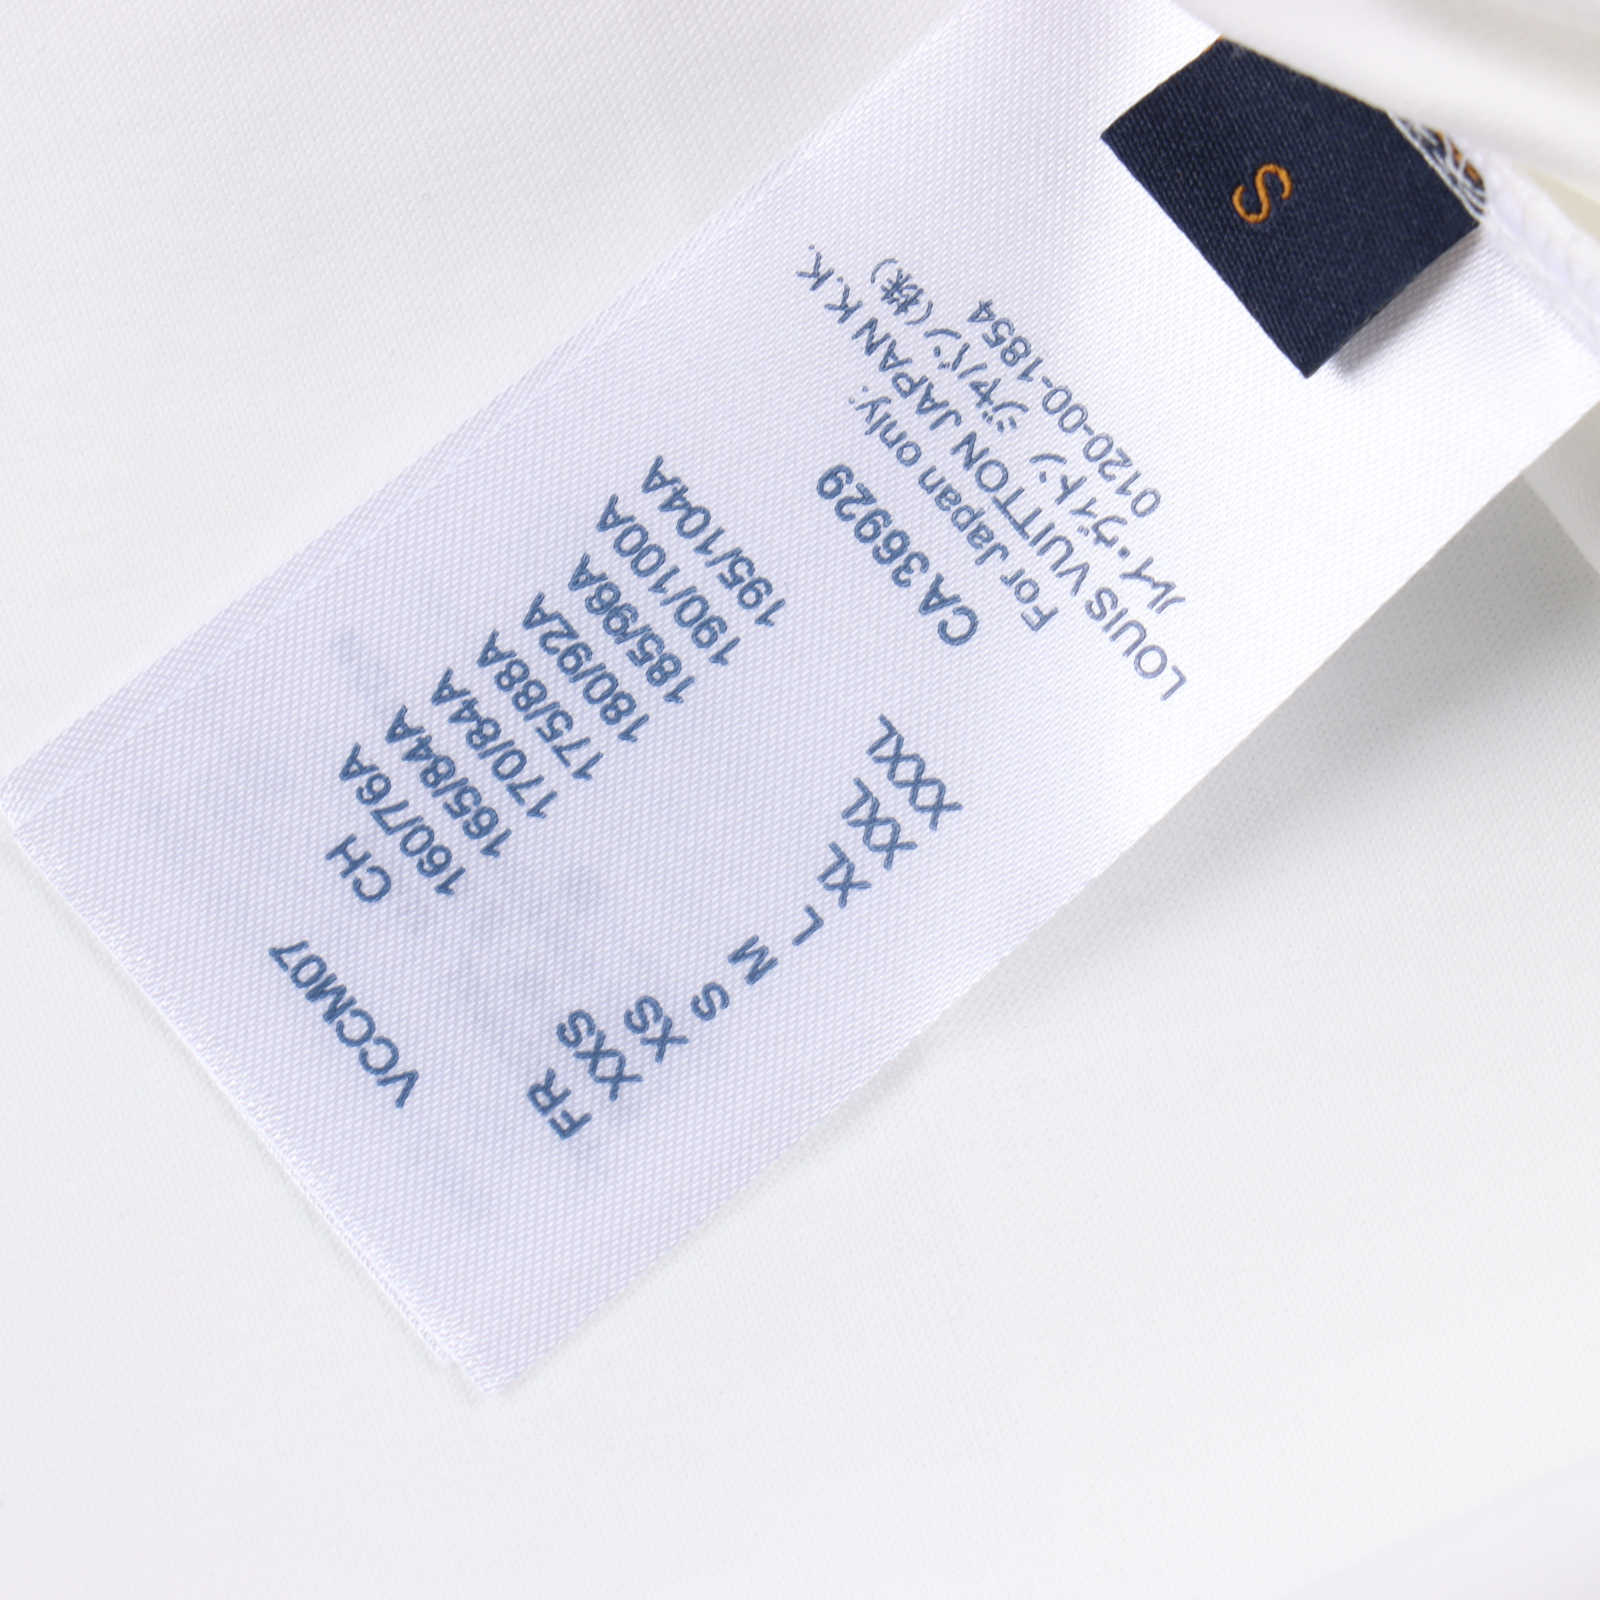 S
VCCM07
FR CH
XXS 160/76A
XS 165/84A
S 170/84A
M 175/88A
L 180/92A
XL 185/96A
XXL 190/100A
XXXL 195/104A
CA 36929
For Japan only:
LOUIS VUITTON JAPAN K.K.
ルイ・ヴィトン ジャパン(株)
0120-00-1854